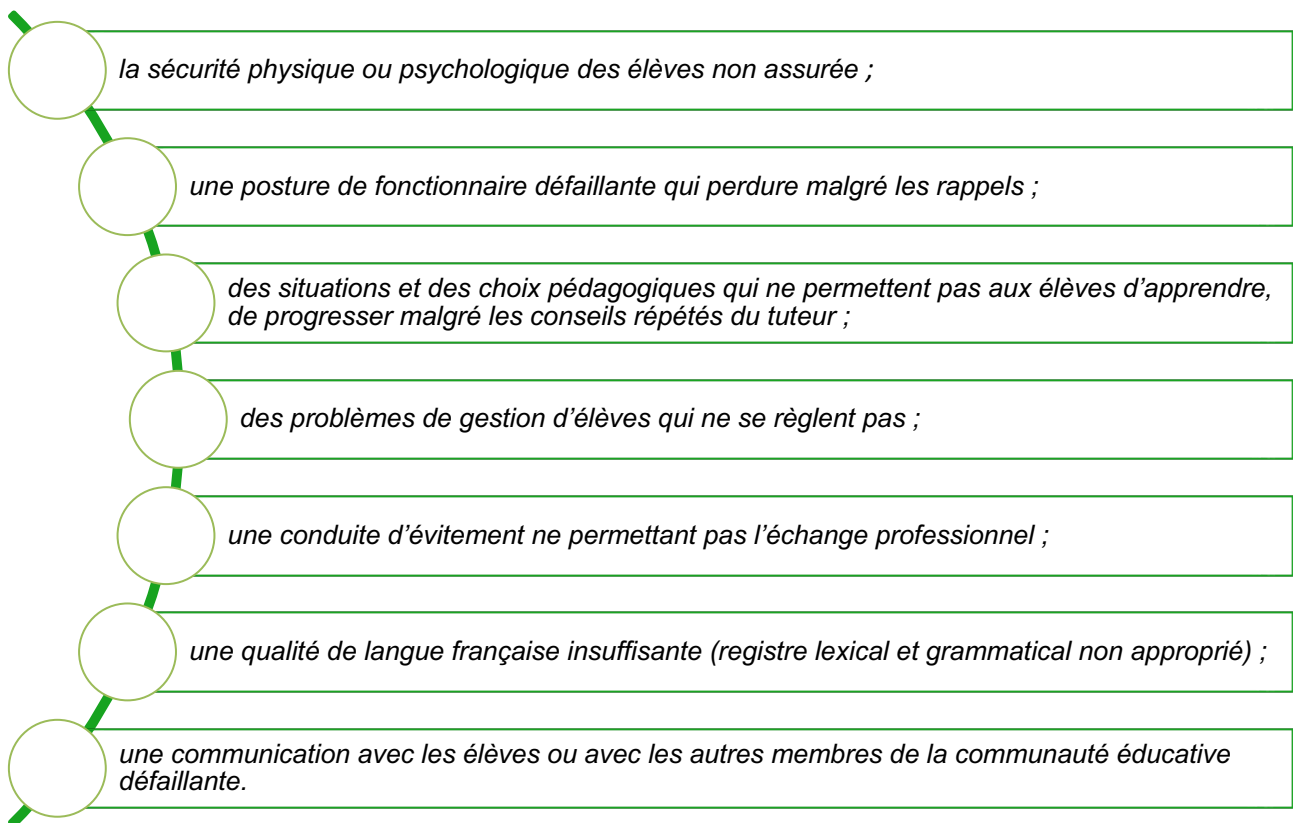 la sécurité physique ou psychologique des élèves non assurée ;
une posture de fonctionnaire défaillante qui perdure malgré les rappels ;
des situations et des choix pédagogiques qui ne permettent pas aux élèves d’apprendre,
de progresser malgré les conseils répétés du tuteur ;
des problèmes de gestion d’élèves qui ne se règlent pas ;
une conduite d’évitement ne permettant pas l’échange professionnel ;
une qualité de langue française insuffisante (registre lexical et grammatical non approprié) ;
une communication avec les élèves ou avec les autres membres de la communauté éducative
défaillante.